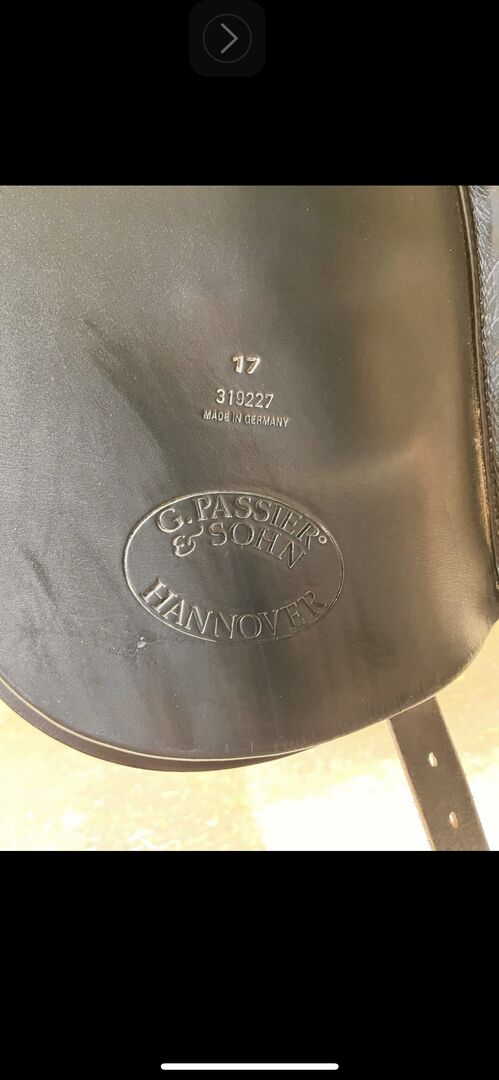 17
319227
MADE IN GERMANY
G. PASSIER
& SOHN
HANNOVER